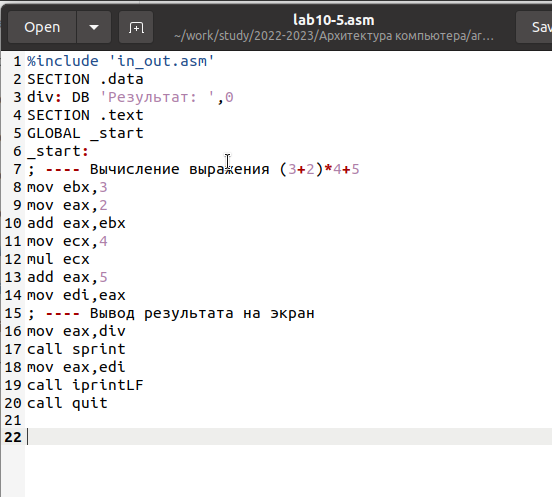 Open
lab10-5.asm
~/work/study/2022-2023/Архитектура компьютера/ar…
Sav
1 %include 'in_out.asm'
2 SECTION .data
3 div: DB 'Результат: ',0
4 SECTION .text
5 GLOBAL _start
6 _start:
7 ; ---- Вычисление выражения (3+2)*4+5
8 mov ebx,3
9 mov eax,2
10 add eax,ebx
11 mov ecx,4
12 mul ecx
13 add eax,5
14 mov edi,eax
15 ; ---- Вывод результата на экран
16 mov eax,div
17 call sprint
18 mov eax,edi
19 call iprintLF
20 call quit
21
22